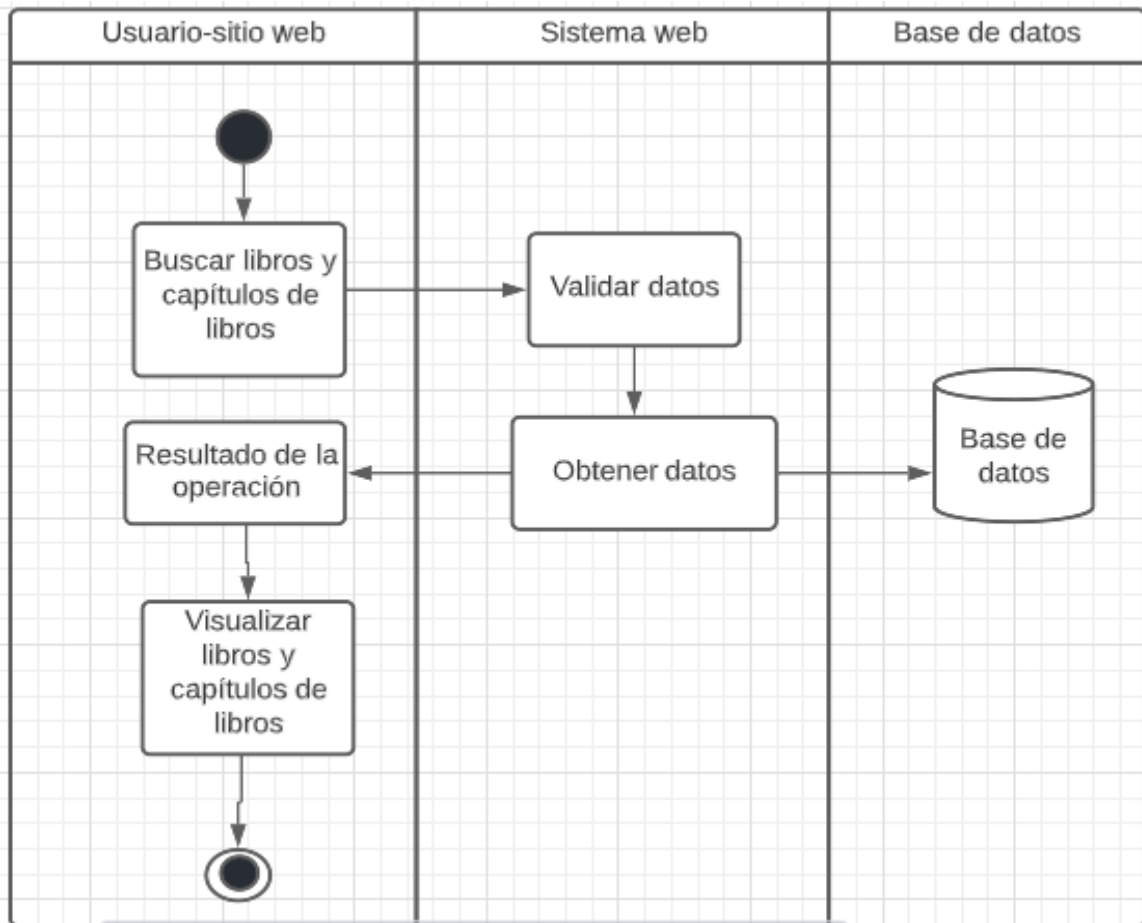 Usuario-sitio web
Sistema web
Base de datos
Buscar libros y
capítulos de
libros
Validar datos
Resultado de la
operación
Obtener datos
Base de
datos
Visualizar
libros y
capítulos de
libros